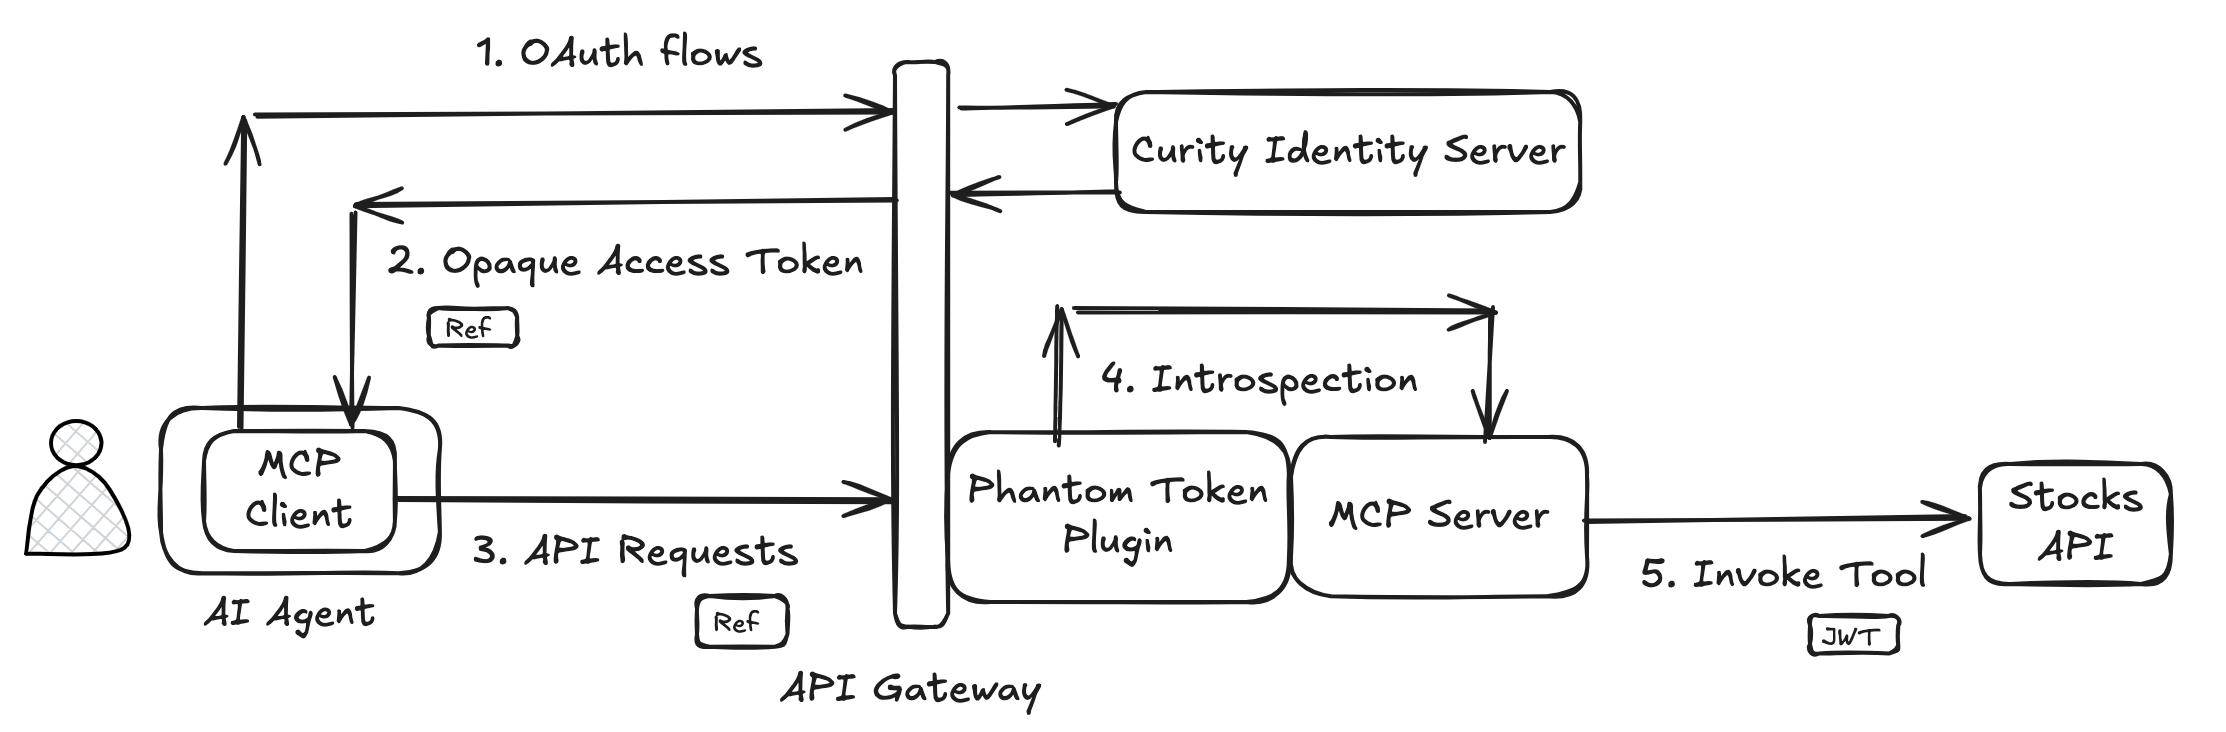 1. OAuth flows
Curity Identity Server
2. Opaque Access Token
Ref
4. Introspection
MCP
Client
AI Agent
3. API Requests
Ref
API Gateway
Phantom Token
Plugin
MCP Server
5. Invoke Tool
JWT
Stocks
API